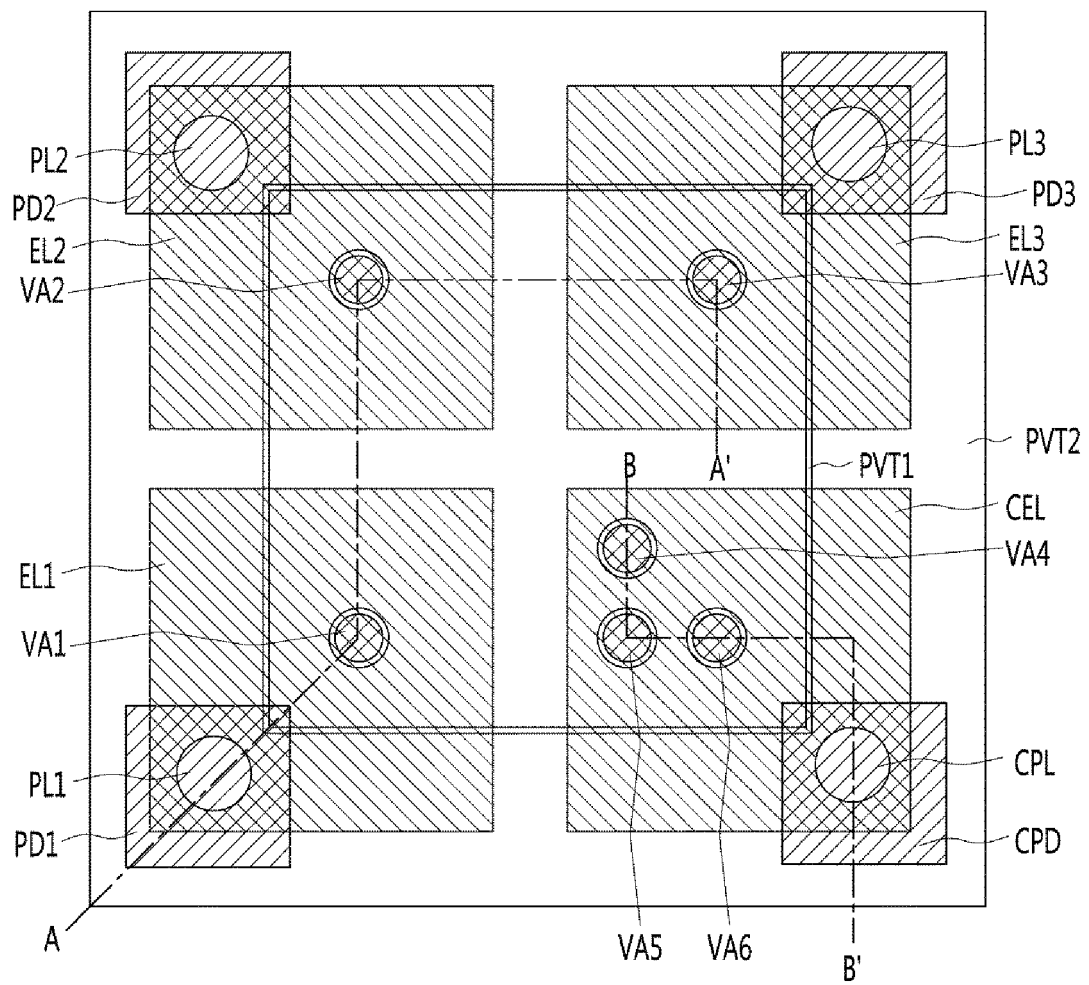 PL2
PL3
PD2
PD3
EL2
EL3
VA2
VA3
PVT2
B
A'
PVT1
CEL
EL1
VA4
VA1
PL1
CPL
PD1
CPD
A
VA5
VA6
B'